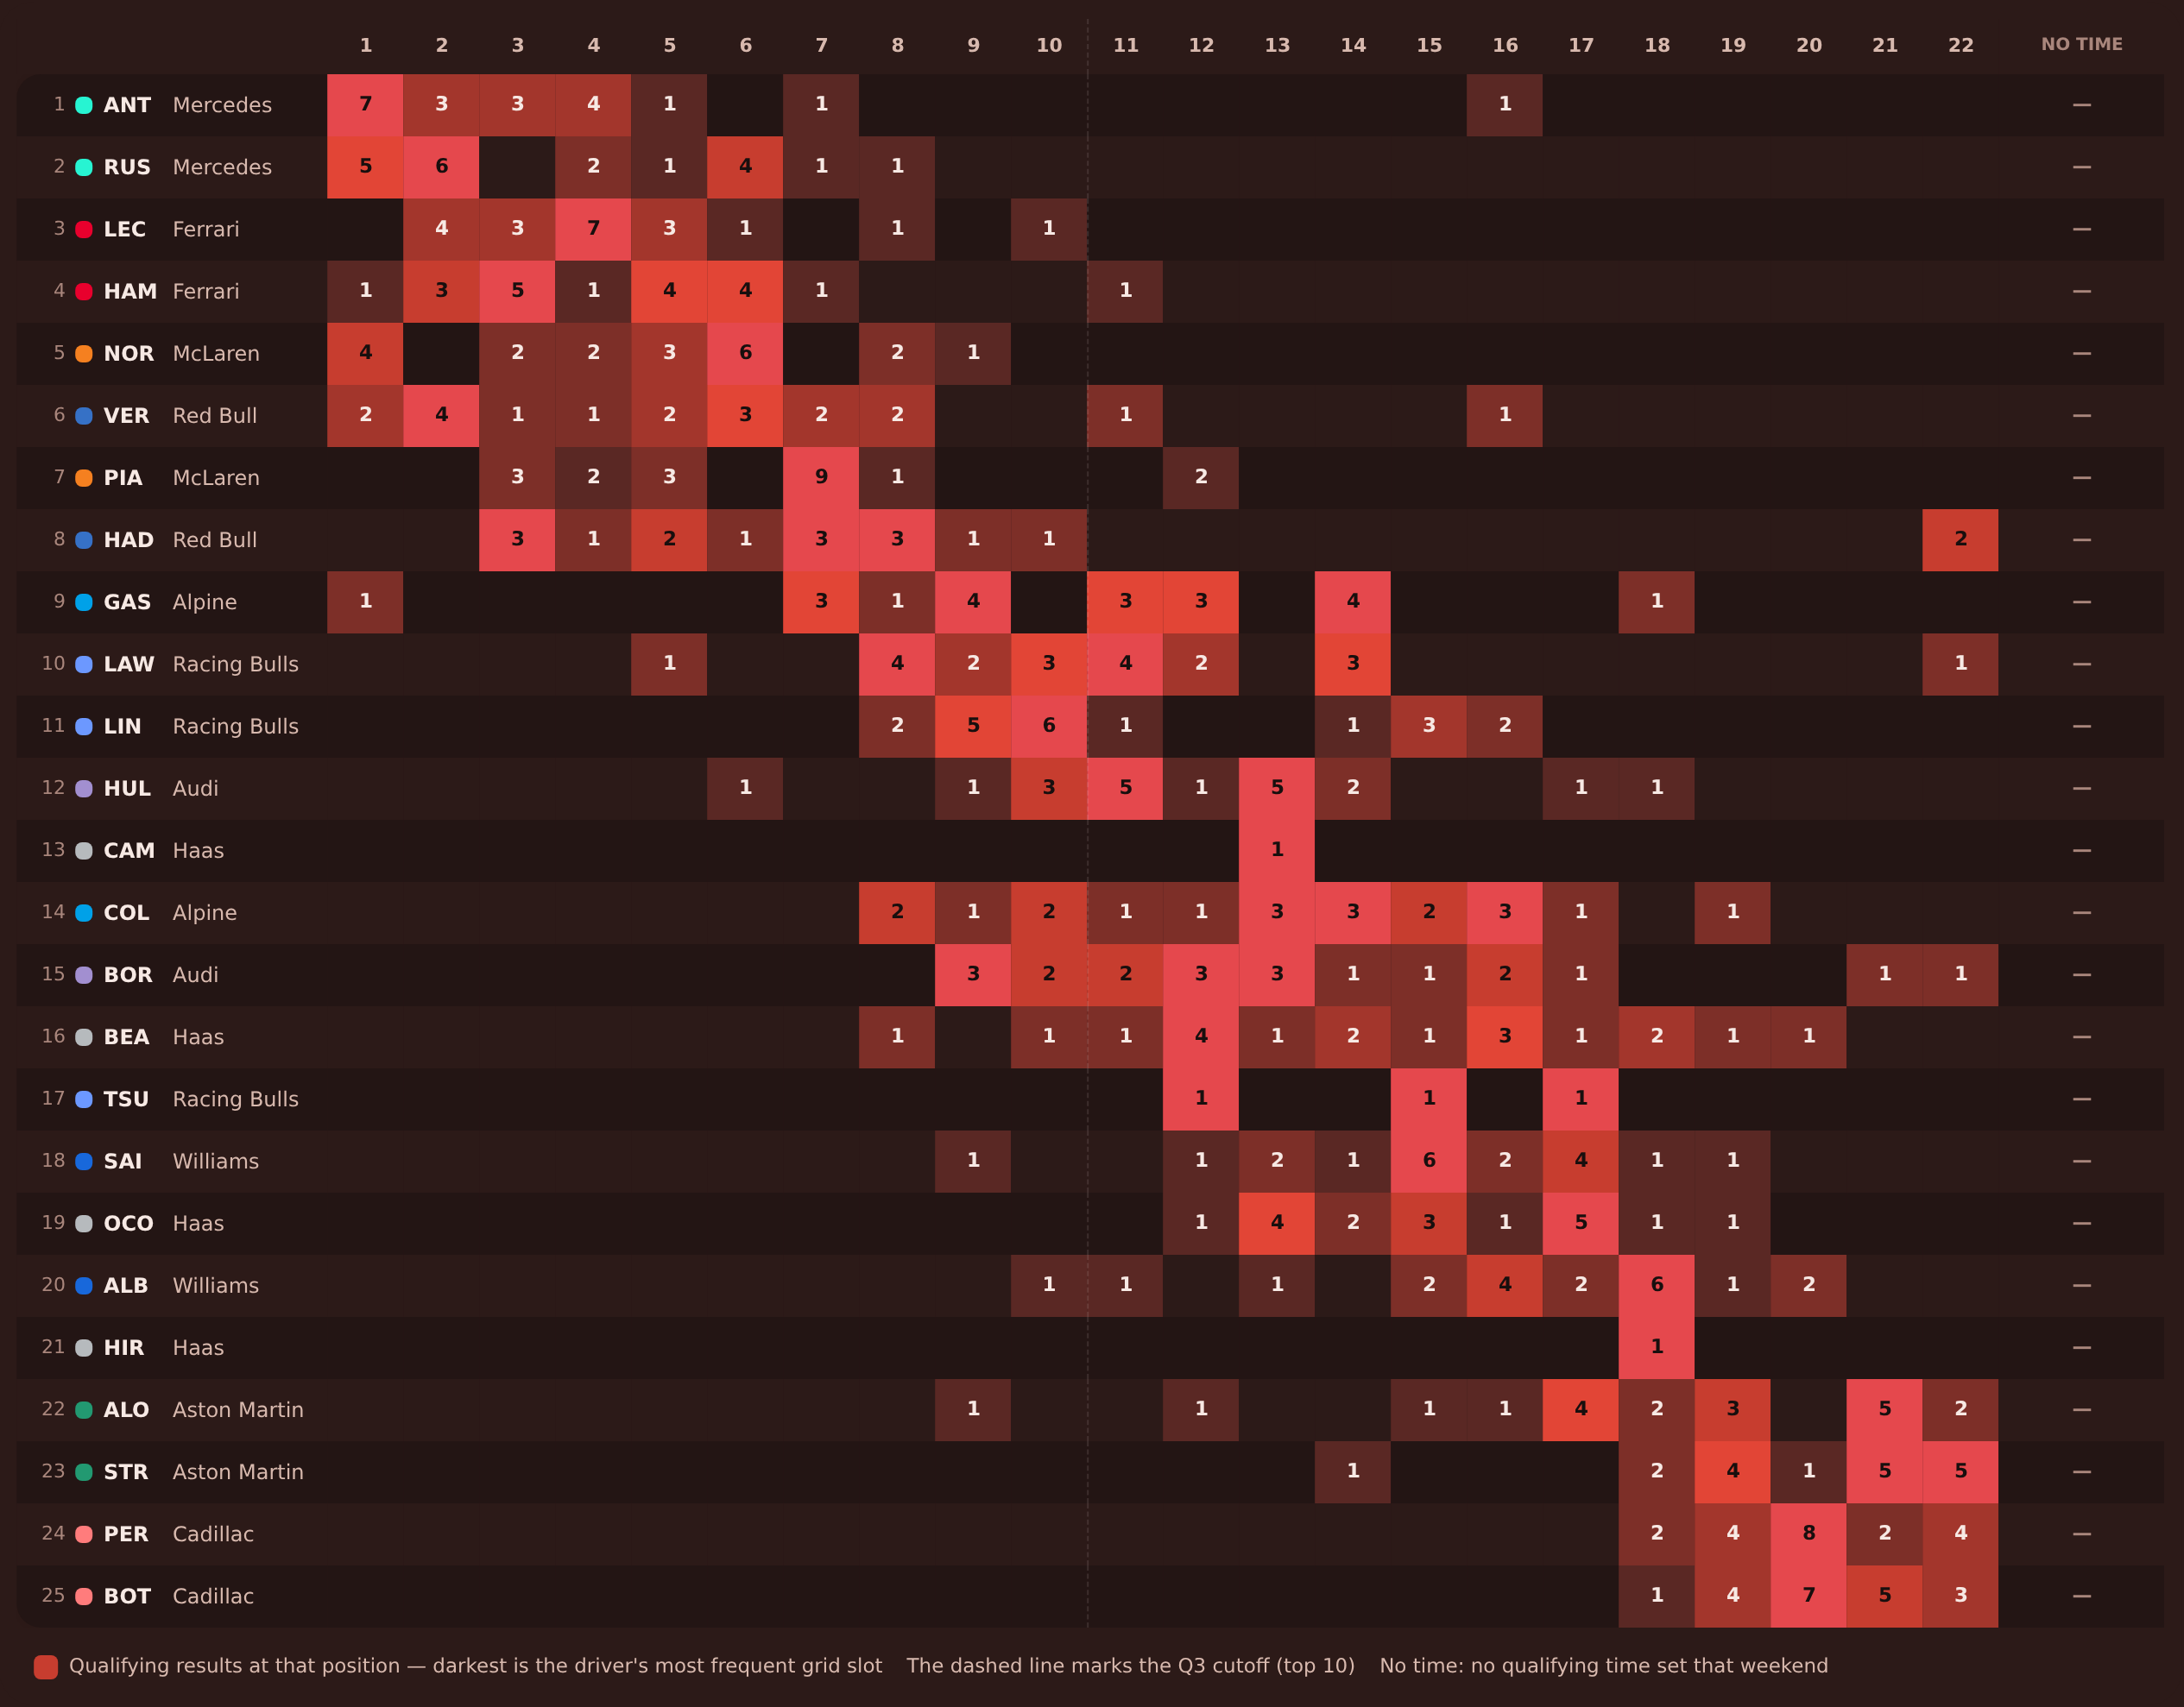 1 2 3 4 5 6 7 8 9 10 11 12 13 14 15 16 17 18 19 20 21 22 NO TIME
1 ANT Mercedes 7 3 3 4 1 1 1 —
2 RUS Mercedes 5 6 2 1 4 1 1 —
3 LEC Ferrari 4 3 7 3 1 1 1 —
4 HAM Ferrari 1 3 5 1 4 4 1 1 —
5 NOR McLaren 4 2 2 3 6 2 1 —
6 VER Red Bull 2 4 1 1 2 3 2 2 1 1 —
7 PIA McLaren 3 2 3 9 1 2 —
8 HAD Red Bull 3 1 2 1 3 3 1 1 2 —
9 GAS Alpine 1 3 1 4 3 3 4 1 —
10 LAW Racing Bulls 1 4 2 3 4 2 3 1 —
11 LIN Racing Bulls 2 5 6 1 1 3 2 —
12 HUL Audi 1 1 3 5 1 5 2 1 1 —
13 CAM Haas 1 —
14 COL Alpine 2 1 2 1 1 3 3 2 3 1 1 —
15 BOR Audi 3 2 2 3 3 1 1 2 1 1 1 —
16 BEA Haas 1 1 1 4 1 2 1 3 1 2 1 1 —
17 TSU Racing Bulls 1 1 1 —
18 SAI Williams 1 1 2 1 6 2 4 1 1 —
19 OCO Haas 1 4 2 3 1 5 1 1 —
20 ALB Williams 1 1 1 2 4 2 6 1 2 —
21 HIR Haas 1 —
22 ALO Aston Martin 1 1 1 1 4 2 3 5 2 —
23 STR Aston Martin 1 2 4 1 5 5 —
24 PER Cadillac 2 4 8 2 4 —
25 BOT Cadillac 1 4 7 5 3 —
Qualifying results at that position — darkest is the driver's most frequent grid slot The dashed line marks the Q3 cutoff (top 10) No time: no qualifying time set that weekend